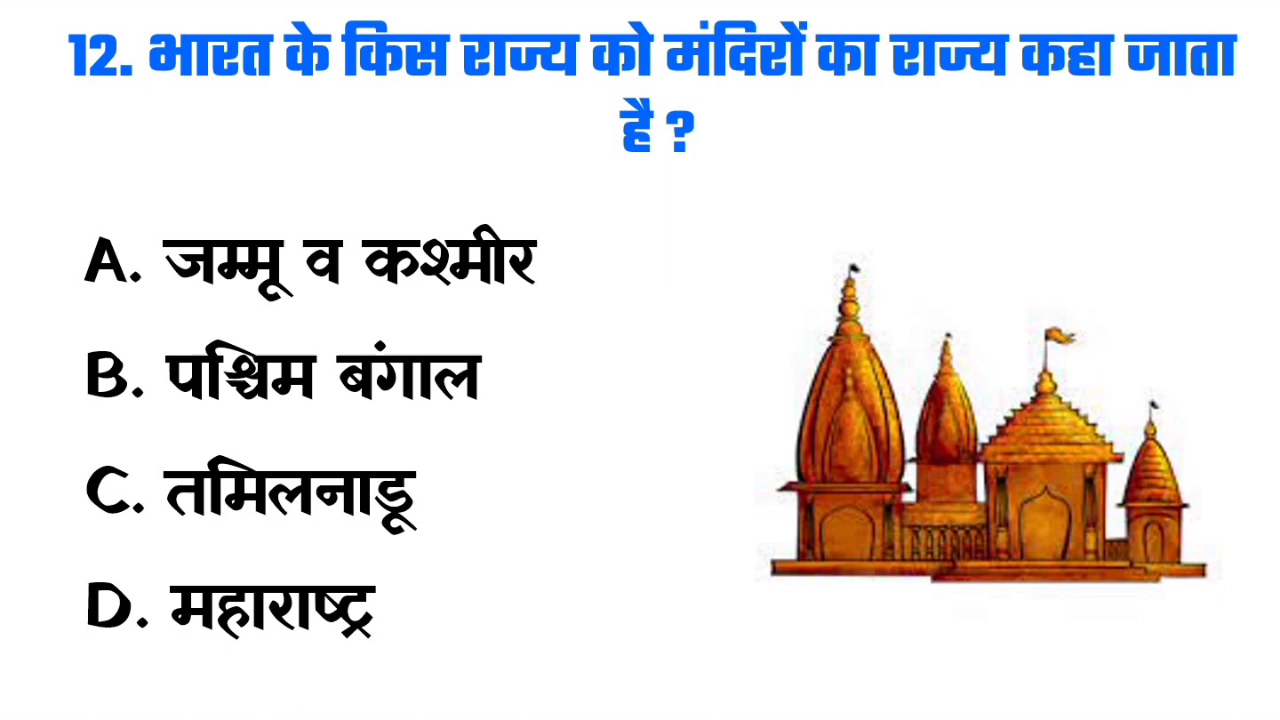 12. भारत के किस राज्य को मंदिरों का राज्य कहा जाता
है ?
A. जम्मू व कश्मीर
B. पश्चिम बंगाल
C. तमिलनाडू
D. महाराष्ट्र